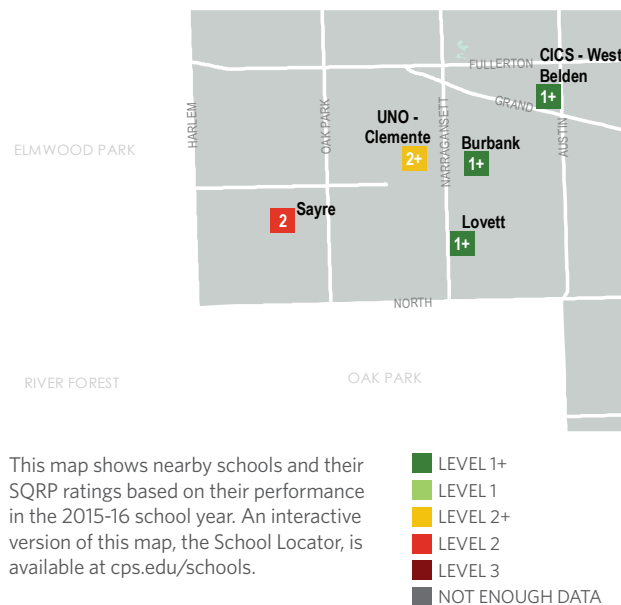 CICS - West
Belden
FULLERTON
1+
GRAND
HARLEM
OAK PARK
UNO -
Clemente
2+
NARRAGANSETT
Burbank
1+
AUSTIN
ELMWOOD PARK
Sayre
2
Lovett
1+
NORTH
RIVER FOREST
OAK PARK
This map shows nearby schools and their
SQRP ratings based on their performance
in the 2015-16 school year. An interactive
version of this map, the School Locator, is
available at cps.edu/schools.
LEVEL 1+
LEVEL 1
LEVEL 2+
LEVEL 2
LEVEL 3
NOT ENOUGH DATA